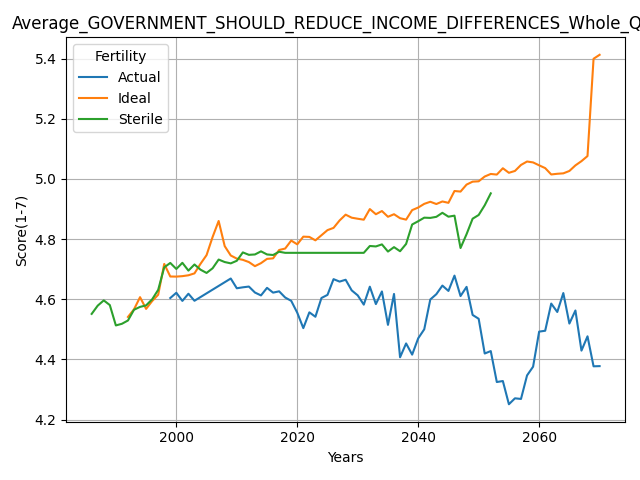 Average_GOVERNMENT_SHOULD_REDUCE_INCOME_DIFFERENCES_Whole_Q
Fertility
Actual
Ideal
Sterile
Score(1-7)
5.4
5.2
5.0
4.8
4.6
4.4
4.2
2000 2020 2040 2060
Years